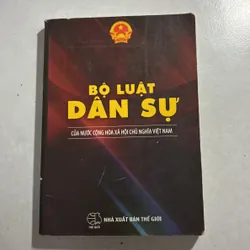 BỘ LUẬT
DÂN SỰ
CỦA NƯỚC CỘNG HÒA XÃ HỘI CHỦ NGHĨA VIỆT NAM
NHÀ XUẤT BẢN THẾ GIỚI